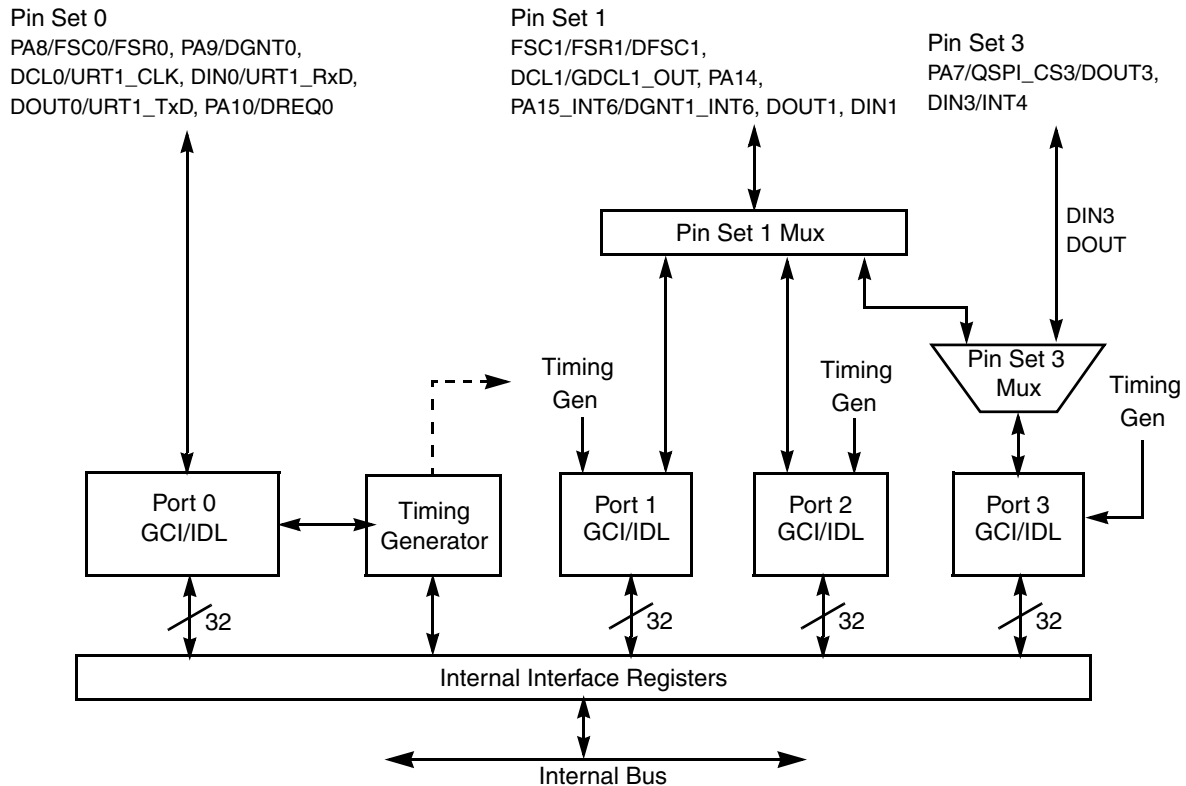 Pin Set 0
PA8/FSC0/FSR0, PA9/DGNT0,
DCL0/URT1_CLK, DIN0/URT1_RxD,
DOUT0/URT1_TxD, PA10/DREQ0
Pin Set 1
FSC1/FSR1/DFSC1,
DCL1/GDCL1_OUT, PA14,
PA15_INT6/DGNT1_INT6, DOUT1, DIN1
Pin Set 3
PA7/QSPI_CS3/DOUT3,
DIN3/INT4
DIN3
DOUT
Pin Set 1 Mux
Pin Set 3
Mux
Timing
Gen
Timing
Gen
Timing
Gen
Port 0
GCI/IDL
Timing
Generator
Port 1
GCI/IDL
Port 2
GCI/IDL
Port 3
GCI/IDL
32
32
32
32
Internal Interface Registers
Internal Bus